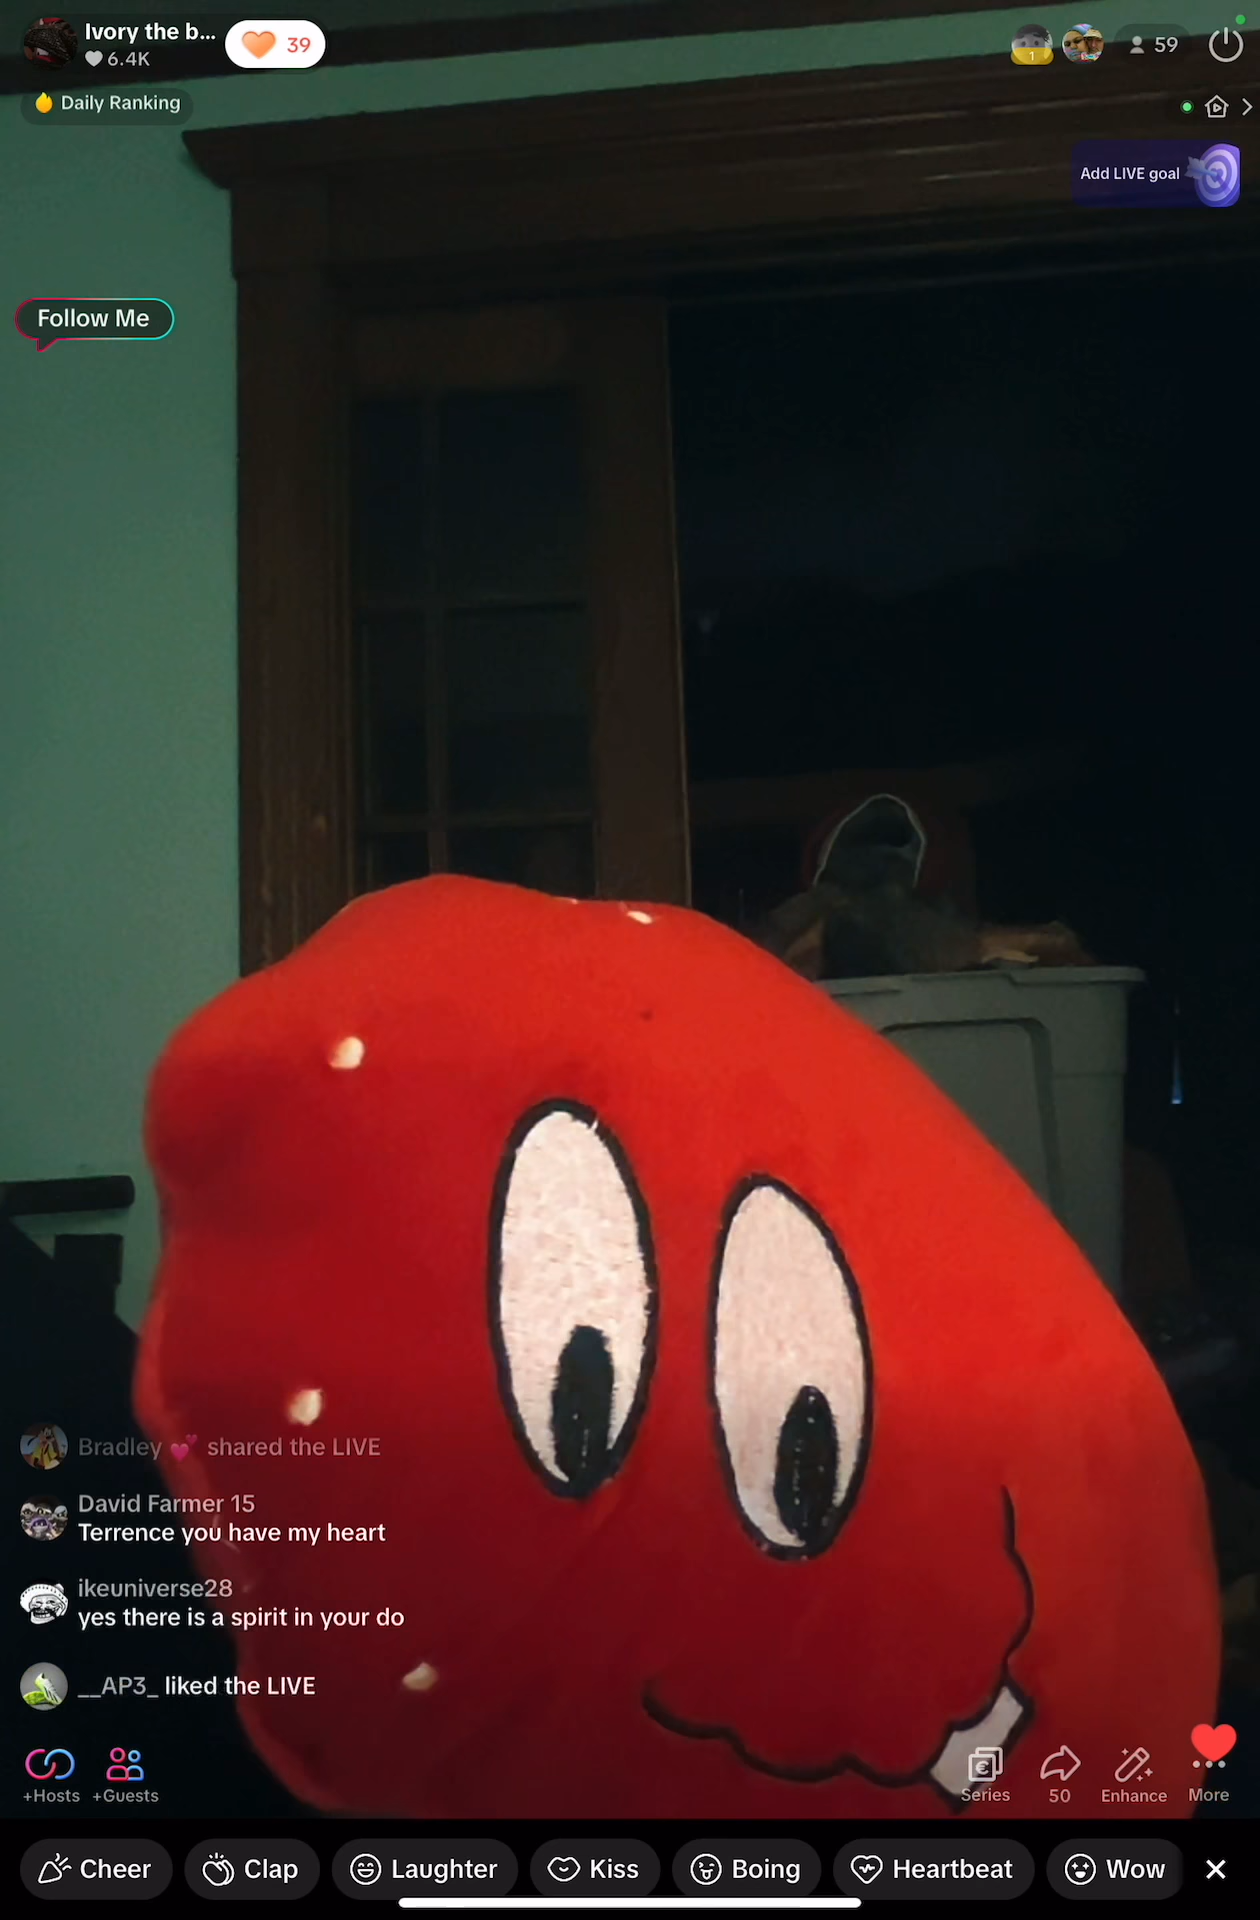 Ivory the b...
6.4K
39
1
59
Daily Ranking
Add LIVE goal
Follow Me
Bradley 💕 shared the LIVE
David Farmer 15
Terrence you have my heart
ikeuniverse28
yes there is a spirit in your do
__AP3_ liked the LIVE
+Hosts
+Guests
Series
50
Enhance
More
Cheer
Clap
Laughter
Kiss
Boing
Heartbeat
Wow